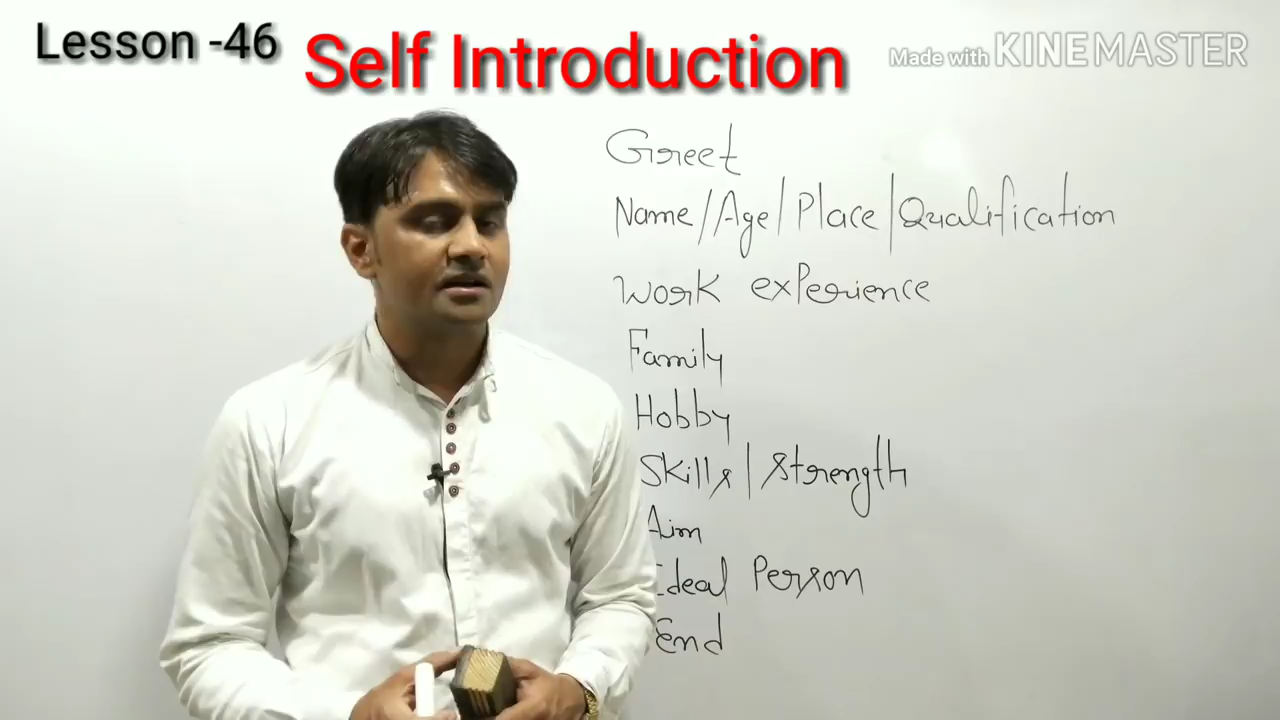 Lesson -46
Self Introduction
Made with KINEMASTER
Greet
Name/Age/Place/Qualification
Work experience
Family
Hobby
Skills/Strength
Aim
Ideal Person
End